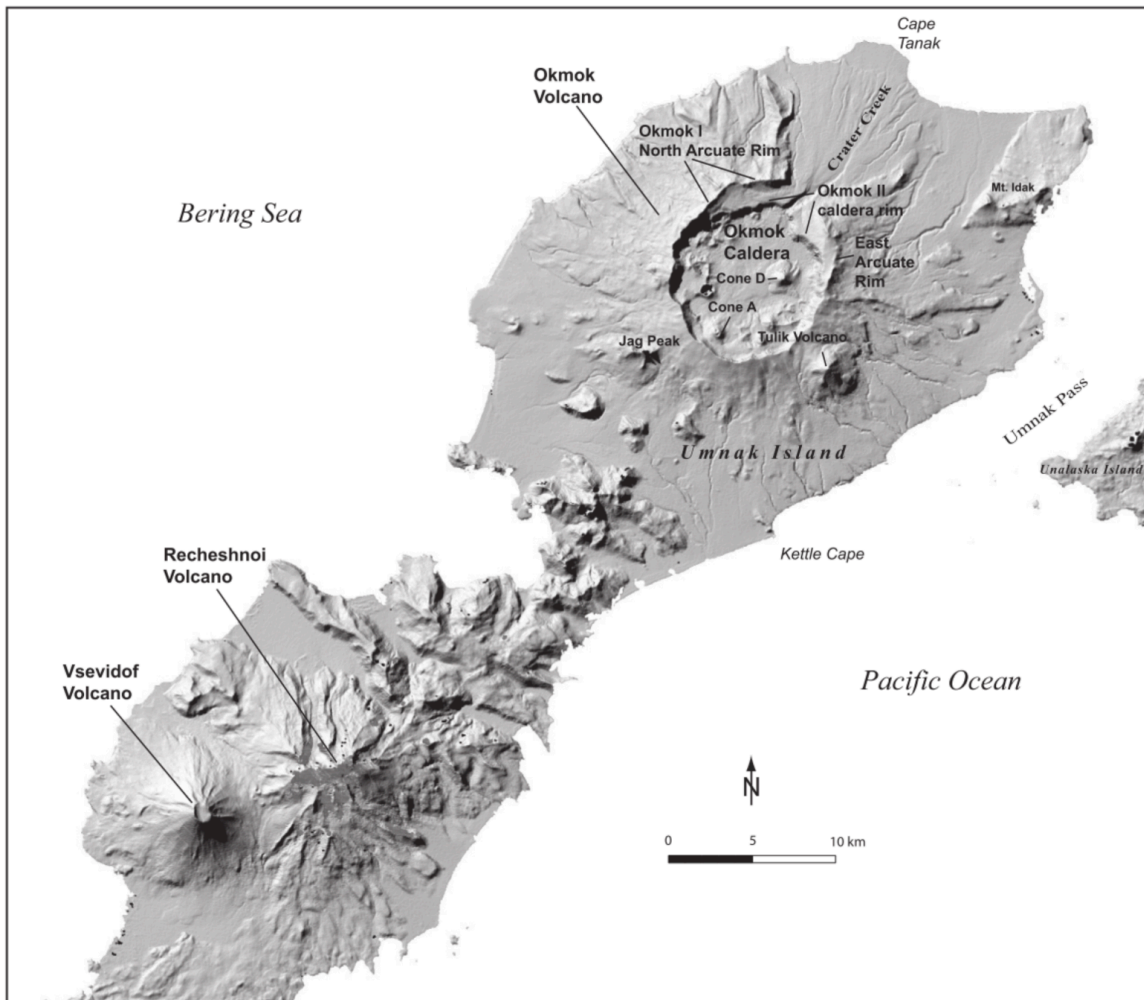 Cape
Tanak
Okmok
Volcano
Okmok I
North Arcuate Rim
Crater Creek
Bering Sea
Okmok II
caldera rim
Mt. Idak
Okmok
Caldera
East
Arcuate
Rim
Cone D
Cone A
Jag Peak
Tulik Volcano
Umnak Pass
Umnak Island
Unalaska Island
Kettle Cape
Recheshnoi
Volcano
Vsevidof
Volcano
Pacific Ocean
N
0 5 10 km